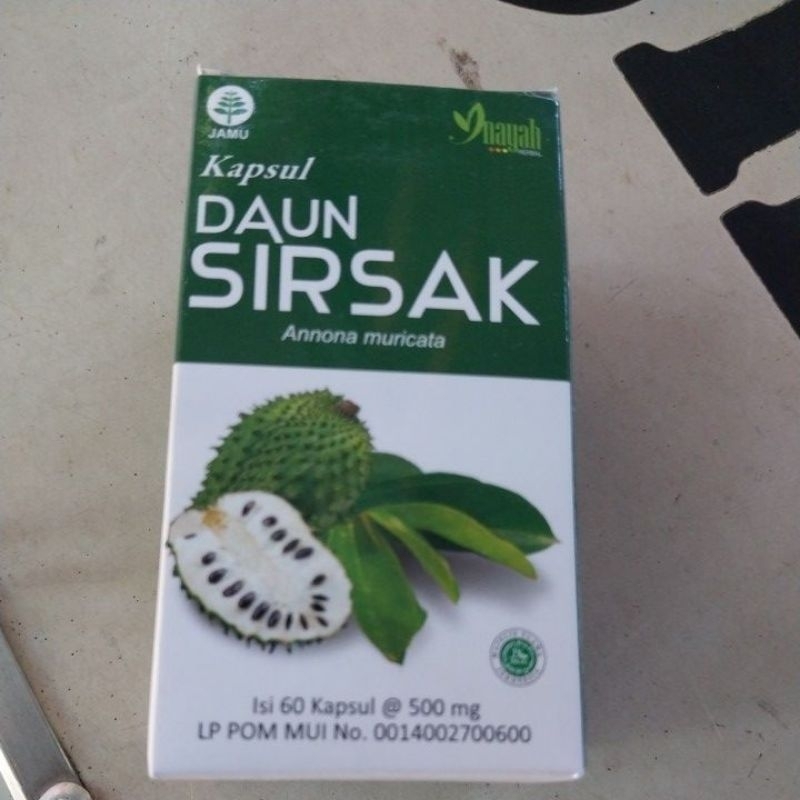 JAMU
Inayah
HERBAL
Kapsul
DAUN
SIRSAK
Annona muricata
Isi 60 Kapsul @ 500 mg
LP POM MUI No. 0014002700600